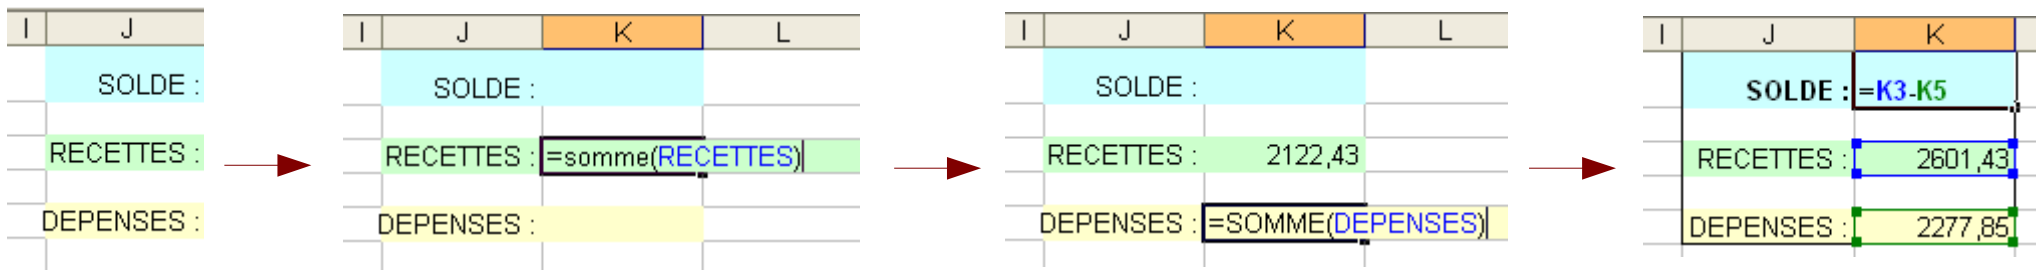 I J
SOLDE :
RECETTES :
DEPENSES :
I J K L
SOLDE :
RECETTES : =somme(RECETTES)
DEPENSES :
I J K L
SOLDE :
RECETTES : 2122,43
DEPENSES : =SOMME(DEPENSES)
I J K
SOLDE : =K3-K5
RECETTES : 2601,43
DEPENSES : 2277,85